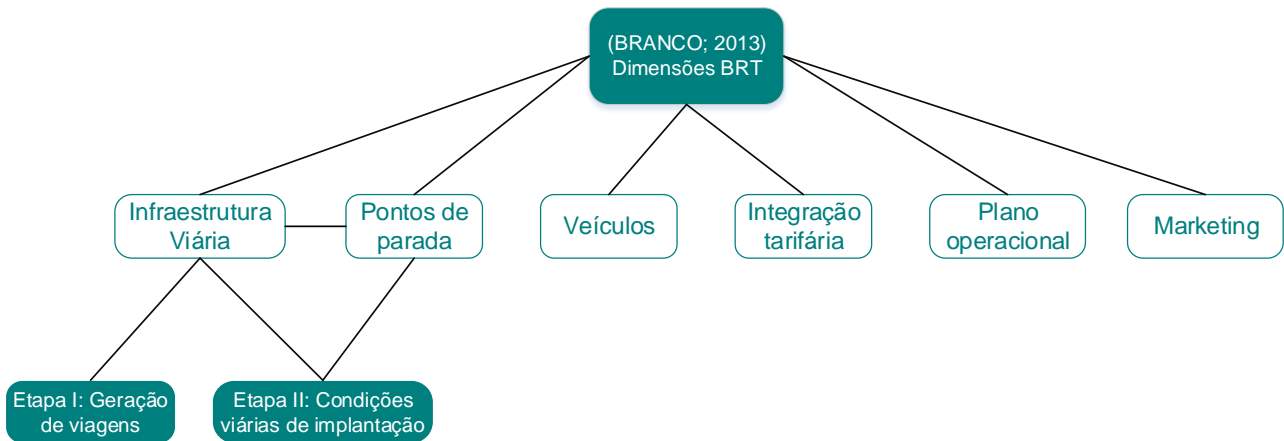 (BRANCO; 2013)
Dimensões BRT
Infraestrutura
Viária
Pontos de
parada
Veículos
Integração
tarifária
Plano
operacional
Marketing
Etapa I: Geração
de viagens
Etapa II: Condições
viárias de implantação